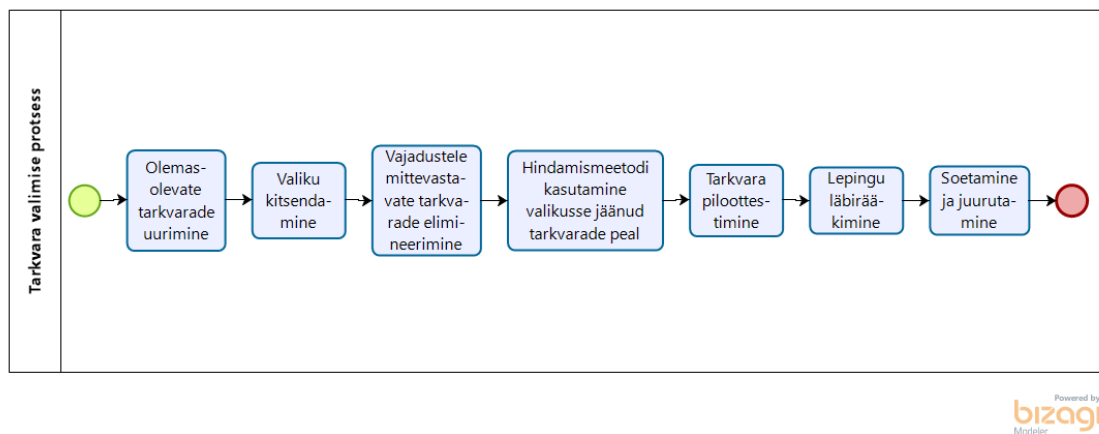 Tarkvara valimise protsess
Olemas-
olevate
tarkvarade
uurimine
Valiku
kitsenda-
mine
Vajadustele
mittevasta-
vate tarkva-
rade elimi-
neerimine
Hindamismeetodi
kasutamine
valikusse jäänud
tarkvarade peal
Tarkvara
piloottes-
timine
Lepingu
läbirää-
kimine
Soetamine
ja juuruta-
mine
Powered by
bizagi
Modeler